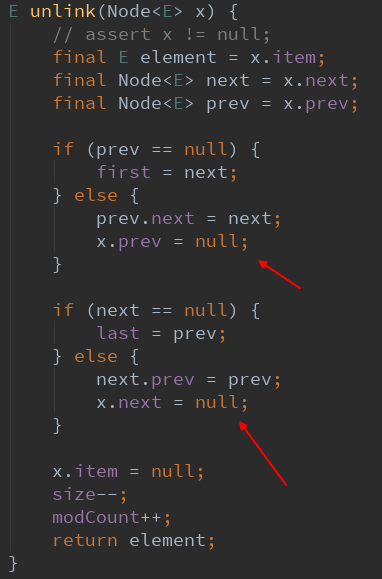 E unlink(Node<E> x) {
    // assert x != null;
    final E element = x.item;
    final Node<E> next = x.next;
    final Node<E> prev = x.prev;

    if (prev == null) {
        first = next;
    } else {
        prev.next = next;
        x.prev = null;
    }

    if (next == null) {
        last = prev;
    } else {
        next.prev = prev;
        x.next = null;
    }

    x.item = null;
    size--;
    modCount++;
    return element;
}